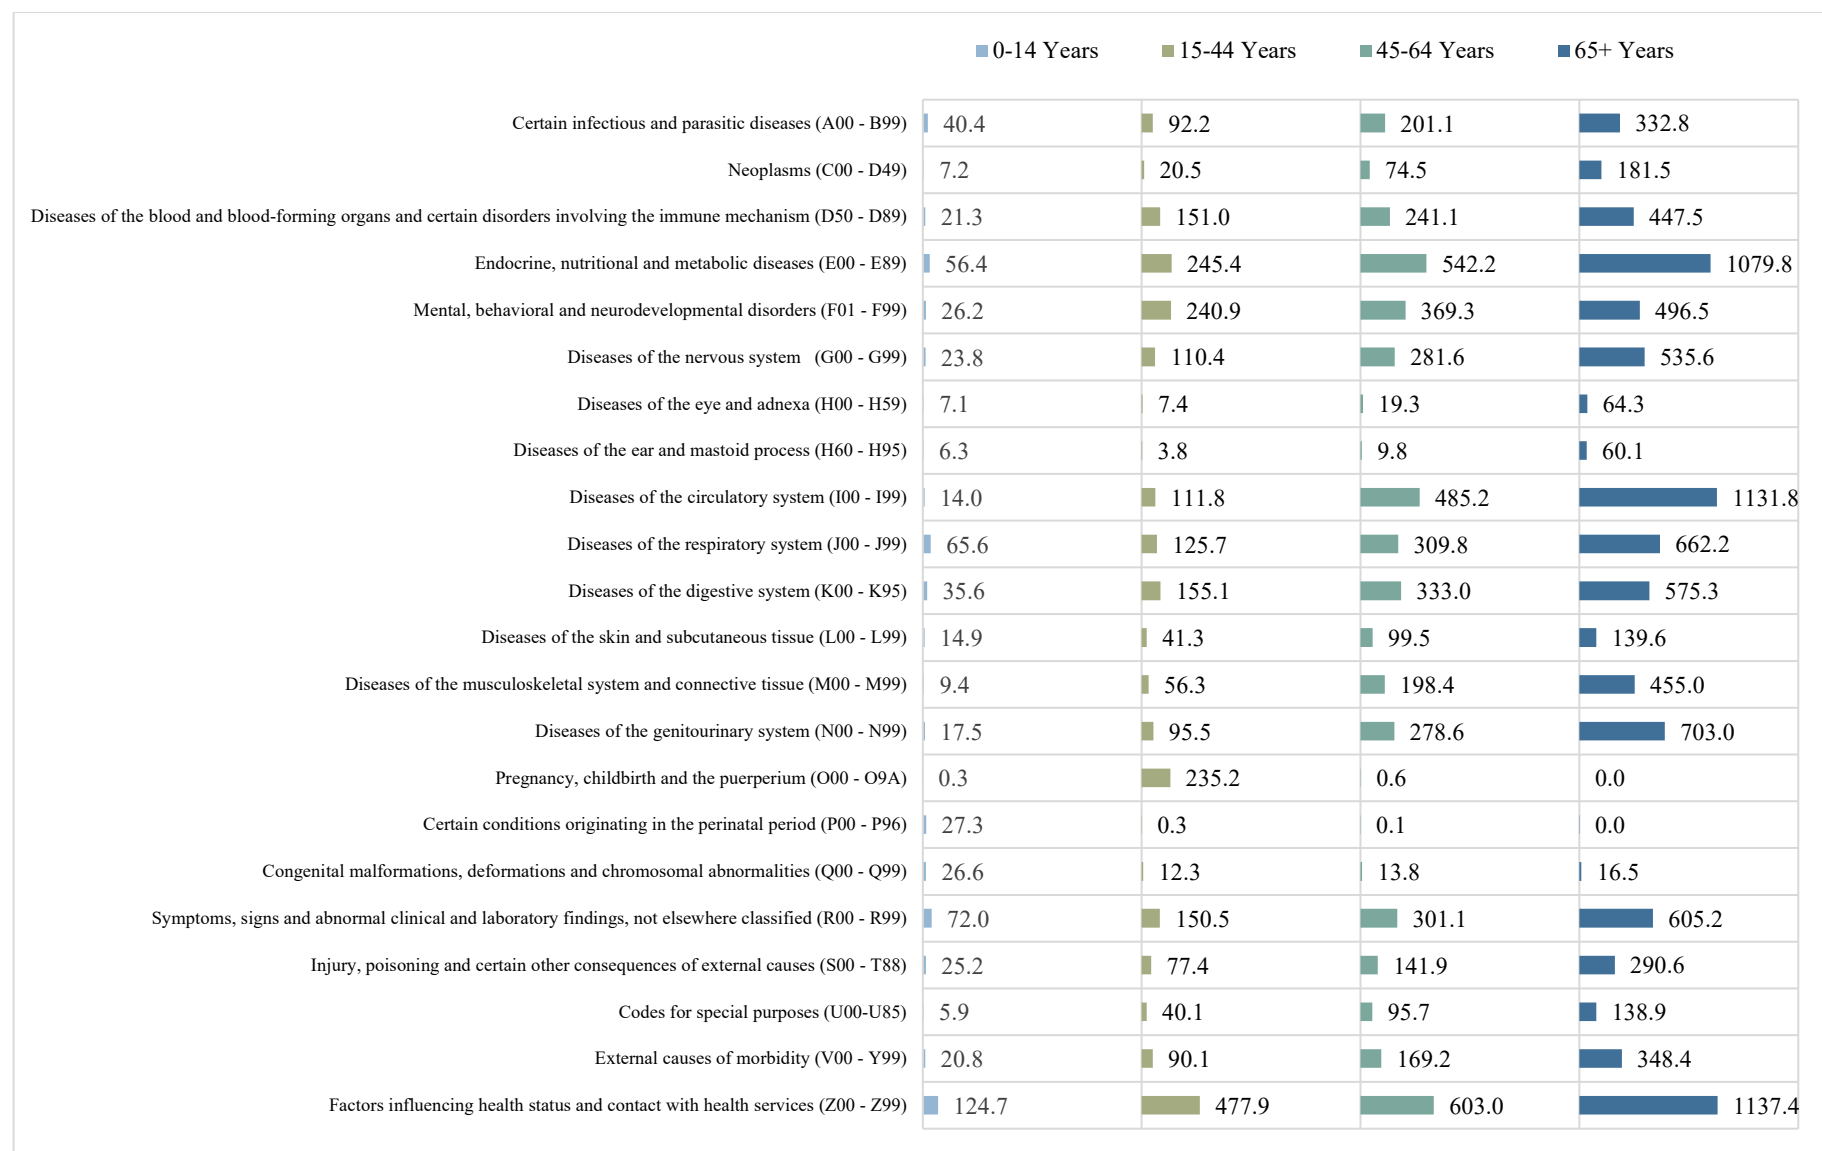 0-14 Years 15-44 Years 45-64 Years 65+ Years
Certain infectious and parasitic diseases (A00 - B99) 40.4 92.2 201.1 332.8
Neoplasms (C00 - D49) 7.2 20.5 74.5 181.5
Diseases of the blood and blood-forming organs and certain disorders involving the immune mechanism (D50 - D89) 21.3 151.0 241.1 447.5
Endocrine, nutritional and metabolic diseases (E00 - E89) 56.4 245.4 542.2 1079.8
Mental, behavioral and neurodevelopmental disorders (F01 - F99) 26.2 240.9 369.3 496.5
Diseases of the nervous system (G00 - G99) 23.8 110.4 281.6 535.6
Diseases of the eye and adnexa (H00 - H59) 7.1 7.4 19.3 64.3
Diseases of the ear and mastoid process (H60 - H95) 6.3 3.8 9.8 60.1
Diseases of the circulatory system (I00 - I99) 14.0 111.8 485.2 1131.8
Diseases of the respiratory system (J00 - J99) 65.6 125.7 309.8 662.2
Diseases of the digestive system (K00 - K95) 35.6 155.1 333.0 575.3
Diseases of the skin and subcutaneous tissue (L00 - L99) 14.9 41.3 99.5 139.6
Diseases of the musculoskeletal system and connective tissue (M00 - M99) 9.4 56.3 198.4 455.0
Diseases of the genitourinary system (N00 - N99) 17.5 95.5 278.6 703.0
Pregnancy, childbirth and the puerperium (O00 - O9A) 0.3 235.2 0.6 0.0
Certain conditions originating in the perinatal period (P00 - P96) 27.3 0.3 0.1 0.0
Congenital malformations, deformations and chromosomal abnormalities (Q00 - Q99) 26.6 12.3 13.8 16.5
Symptoms, signs and abnormal clinical and laboratory findings, not elsewhere classified (R00 - R99) 72.0 150.5 301.1 605.2
Injury, poisoning and certain other consequences of external causes (S00 - T88) 25.2 77.4 141.9 290.6
Codes for special purposes (U00-U85) 5.9 40.1 95.7 138.9
External causes of morbidity (V00 - Y99) 20.8 90.1 169.2 348.4
Factors influencing health status and contact with health services (Z00 - Z99) 124.7 477.9 603.0 1137.4